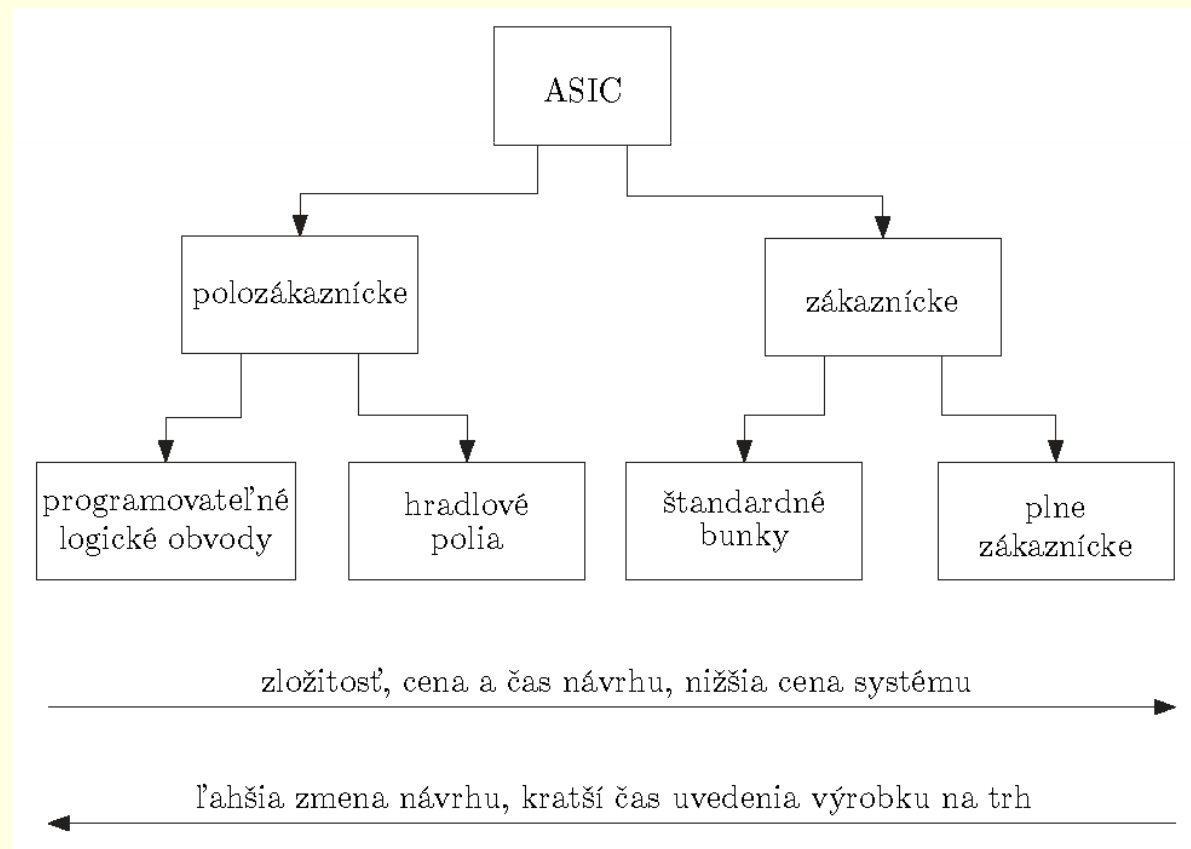 ASIC
polozákaznícke
zákaznícke
programovateľné
logické obvody
hradlové
polia
štandardné
bunky
plne
zákaznícke
zložitosť, cena a čas návrhu, nižšia cena systému
ľahšia zmena návrhu, kratší čas uvedenia výrobku na trh